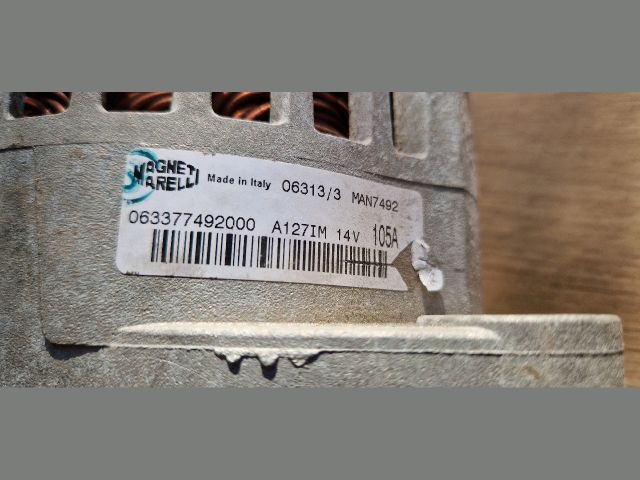 MAGNETI MARELLI Made in Italy 06313/3 MAN7492
063377492000 A127IM 14V 105A